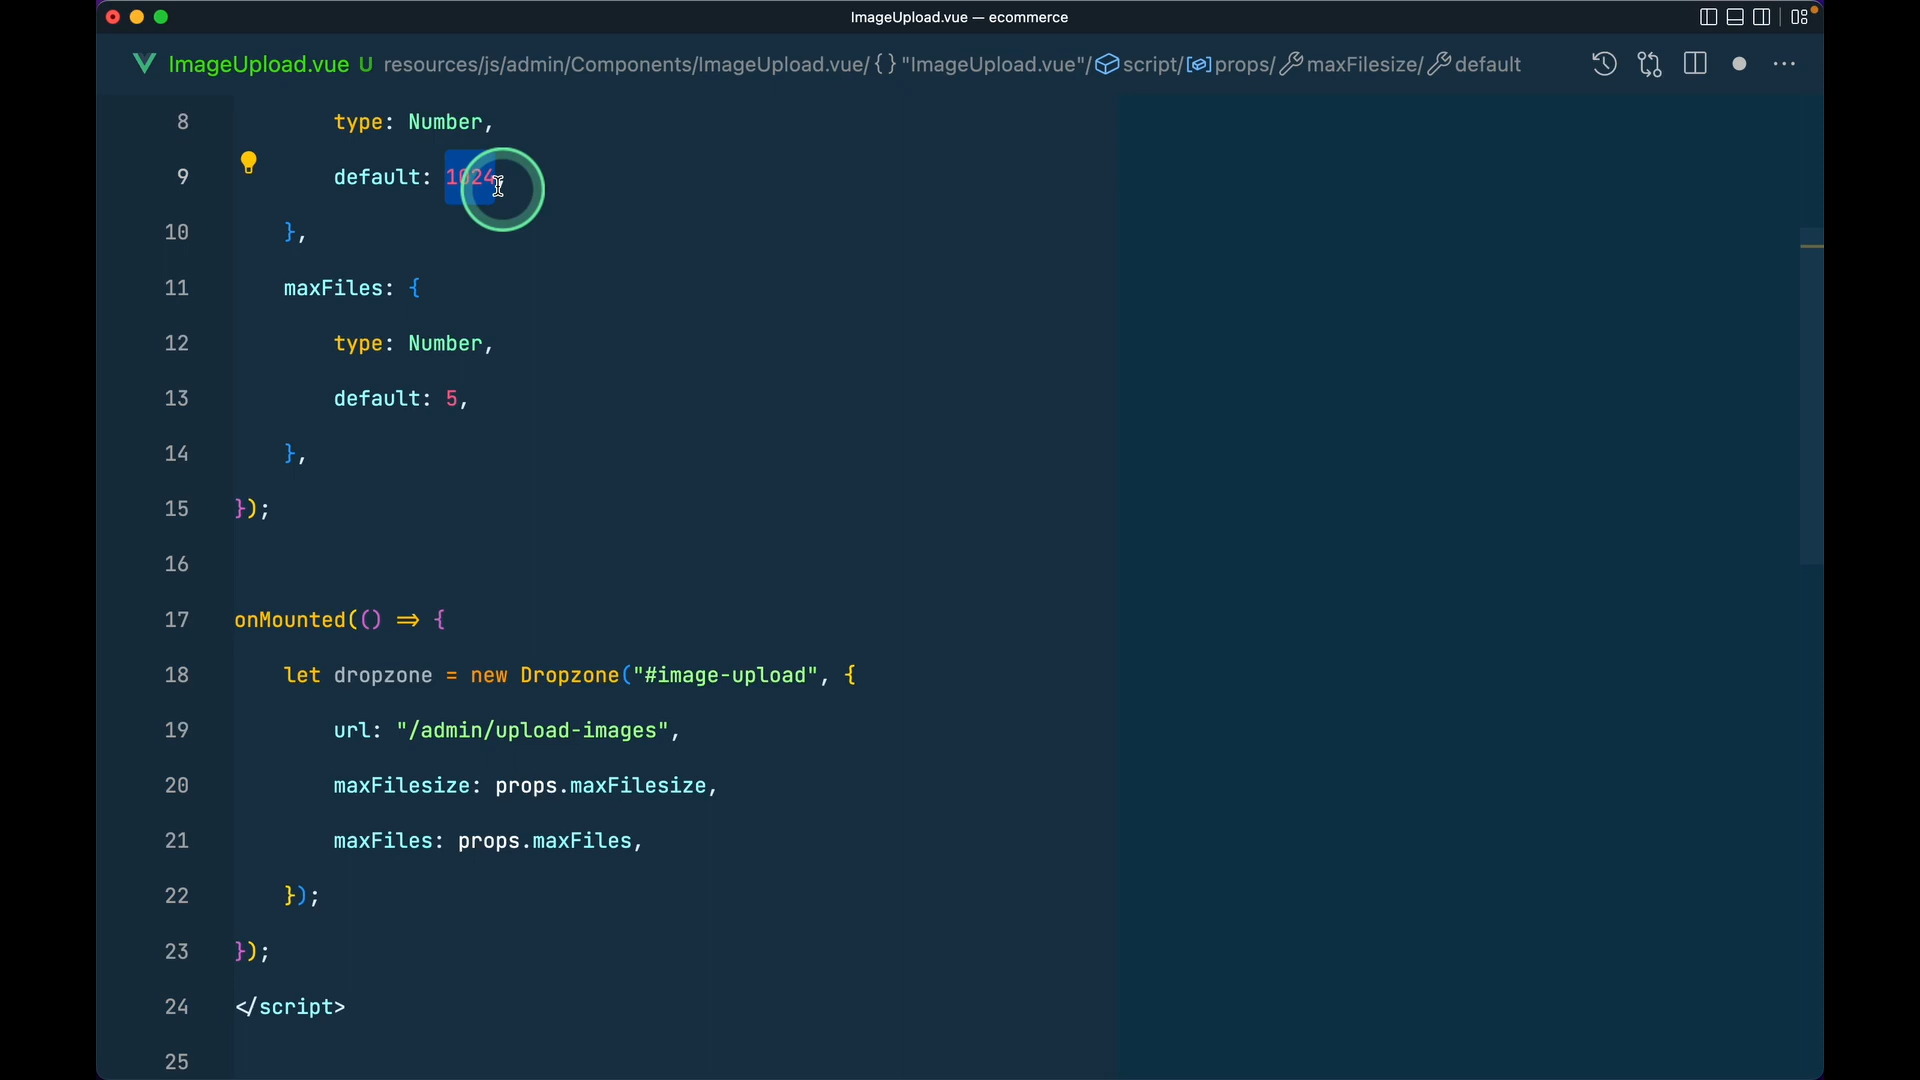 ImageUpload.vue — ecommerce
ImageUpload.vue U resources/js/admin/Components/ImageUpload.vue/{ } "ImageUpload.vue"/script/props/maxFilesize/default
8 type: Number,
9 default: 1024
10 },
11 maxFiles: {
12 type: Number,
13 default: 5,
14 },
15 });
16
17 onMounted(() => {
18 let dropzone = new Dropzone("#image-upload", {
19 url: "/admin/upload-images",
20 maxFilesize: props.maxFilesize,
21 maxFiles: props.maxFiles,
22 });
23 });
24 </script>
25